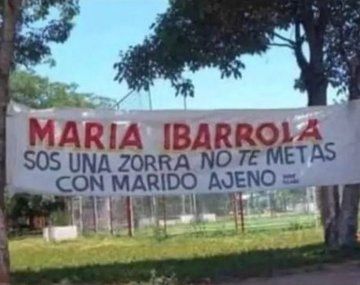 MARIA IBARROLA
SOS UNA ZORRA NO TE METAS
CON MARIDO AJENO